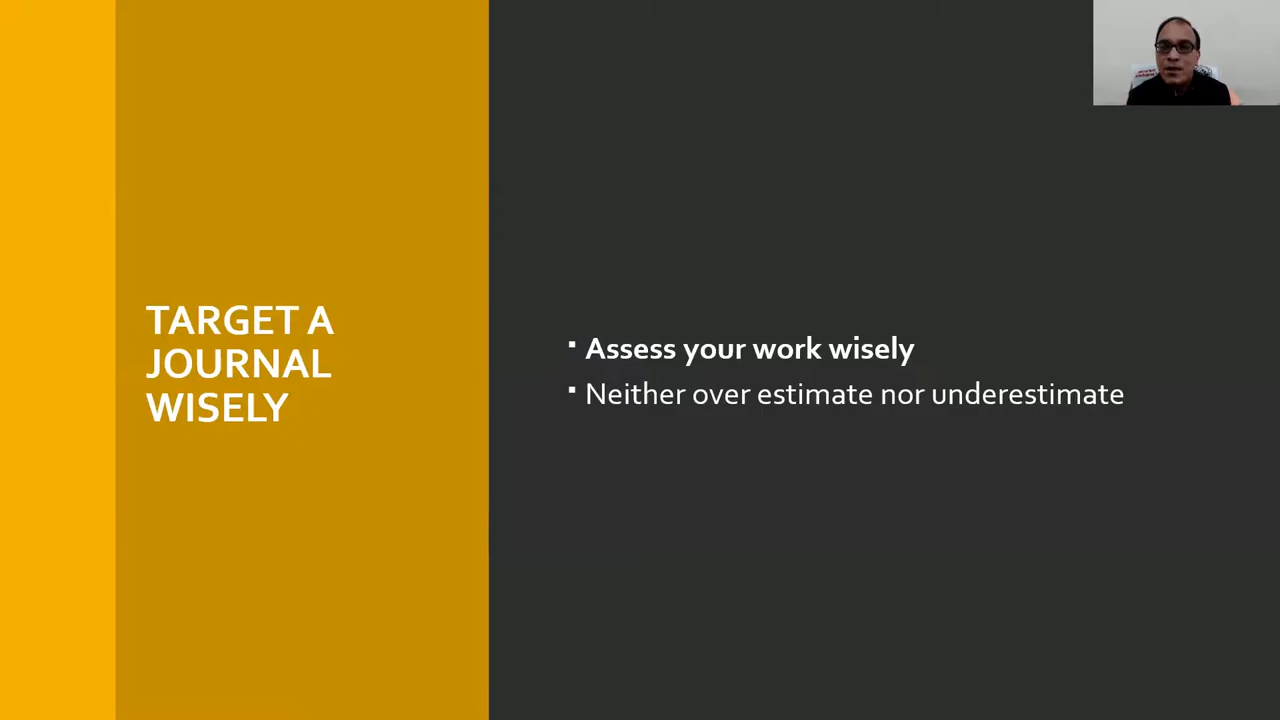 TARGET A
JOURNAL
WISELY
▪ Assess your work wisely
▪ Neither over estimate nor underestimate